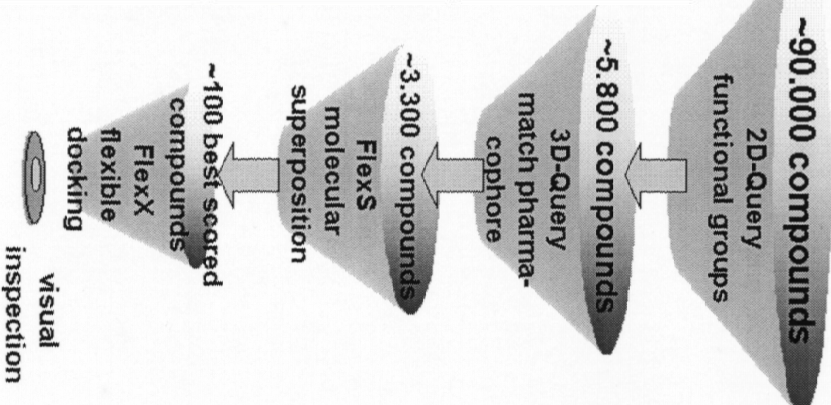 ~90.000 compounds
2D-Query
functional groups
~5.800 compounds
3D-Query
match pharma-
cophore
~3.300 compounds
FlexS
molecular
superposition
~100 best scored
compounds
FlexX
flexible
docking
visual
inspection